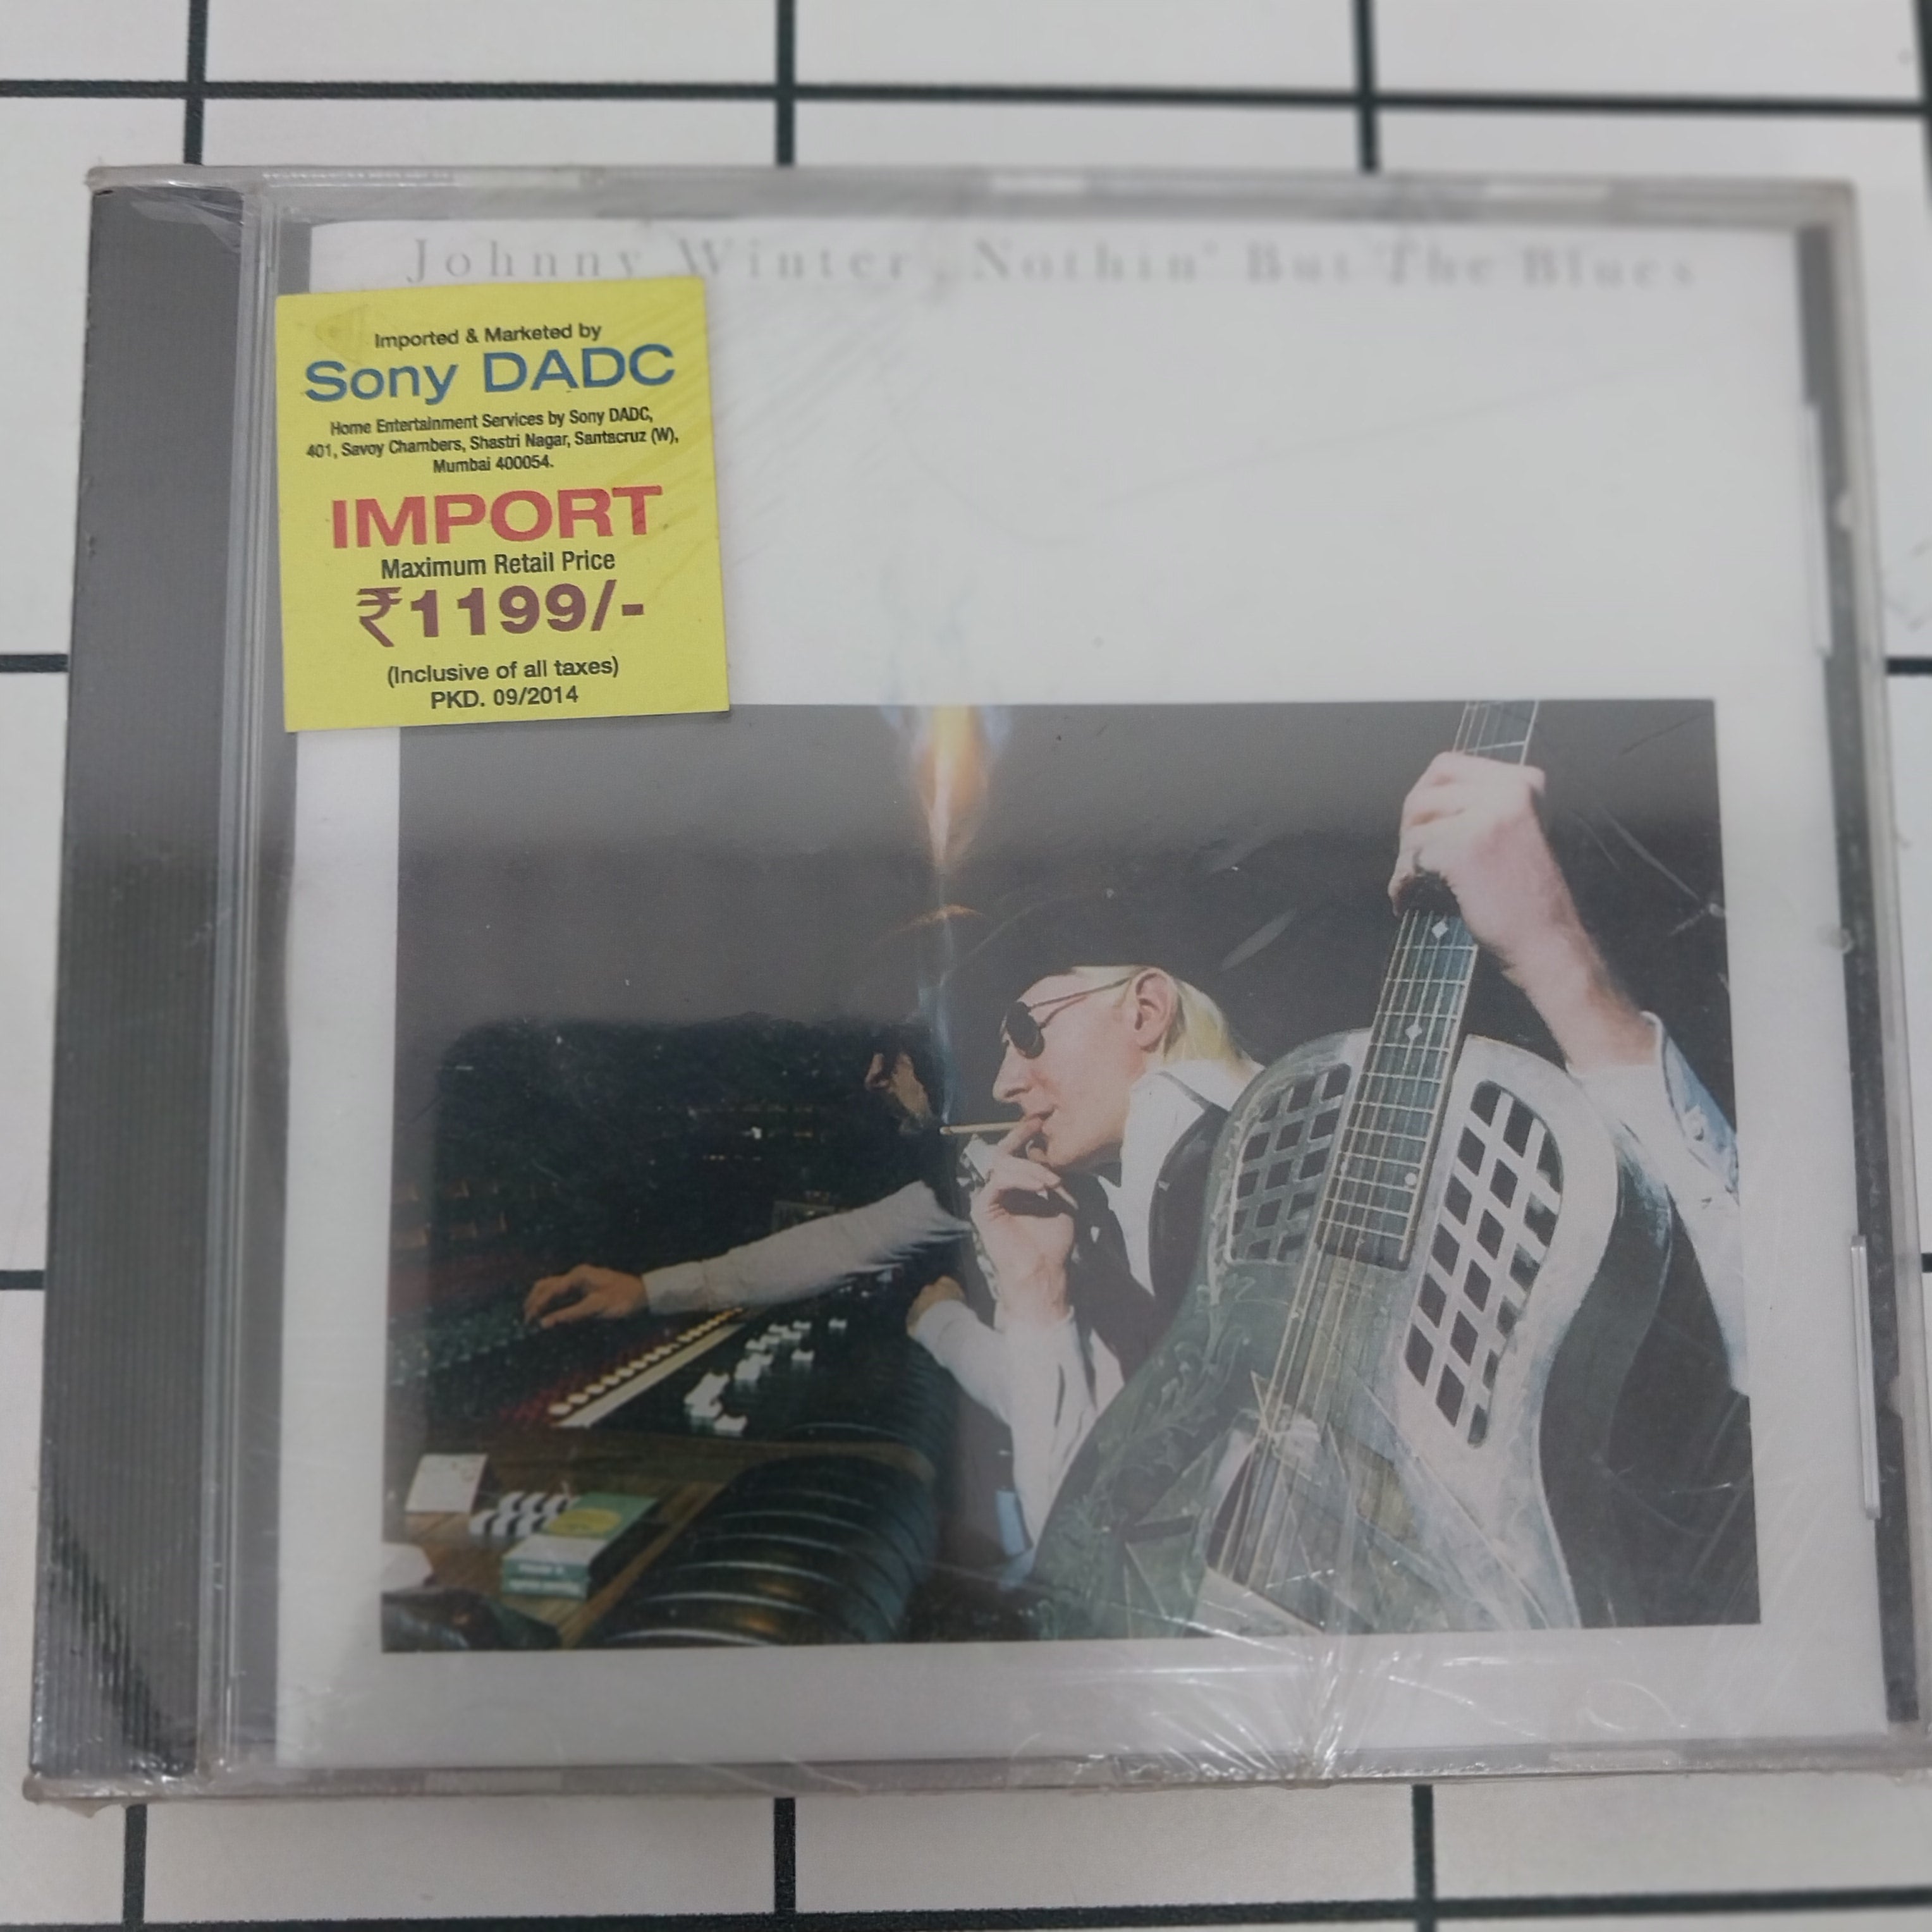 Johnny Winter, Nothin' But The Blues
Imported & Marketed by
Sony DADC
Home Entertainment Services by Sony DADC,
401, Savoy Chambers, Shastri Nagar, Santacruz (W),
Mumbai 400054.
IMPORT
Maximum Retail Price
₹1199/-
(Inclusive of all taxes)
PKD. 09/2014